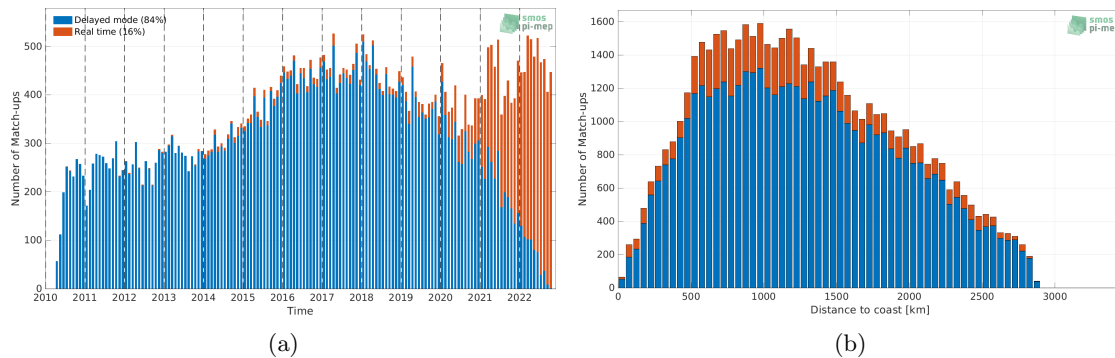 Delayed mode (84%)
Real time (16%)
smos
pi-mep
Number of Match-ups
500
400
300
200
100
0
2010 2011 2012 2013 2014 2015 2016 2017 2018 2019 2020 2021 2022
Time
(a)
smos
pi-mep
Number of Match-ups
1600
1400
1200
1000
800
600
400
200
0
0 500 1000 1500 2000 2500 3000
Distance to coast [km]
(b)